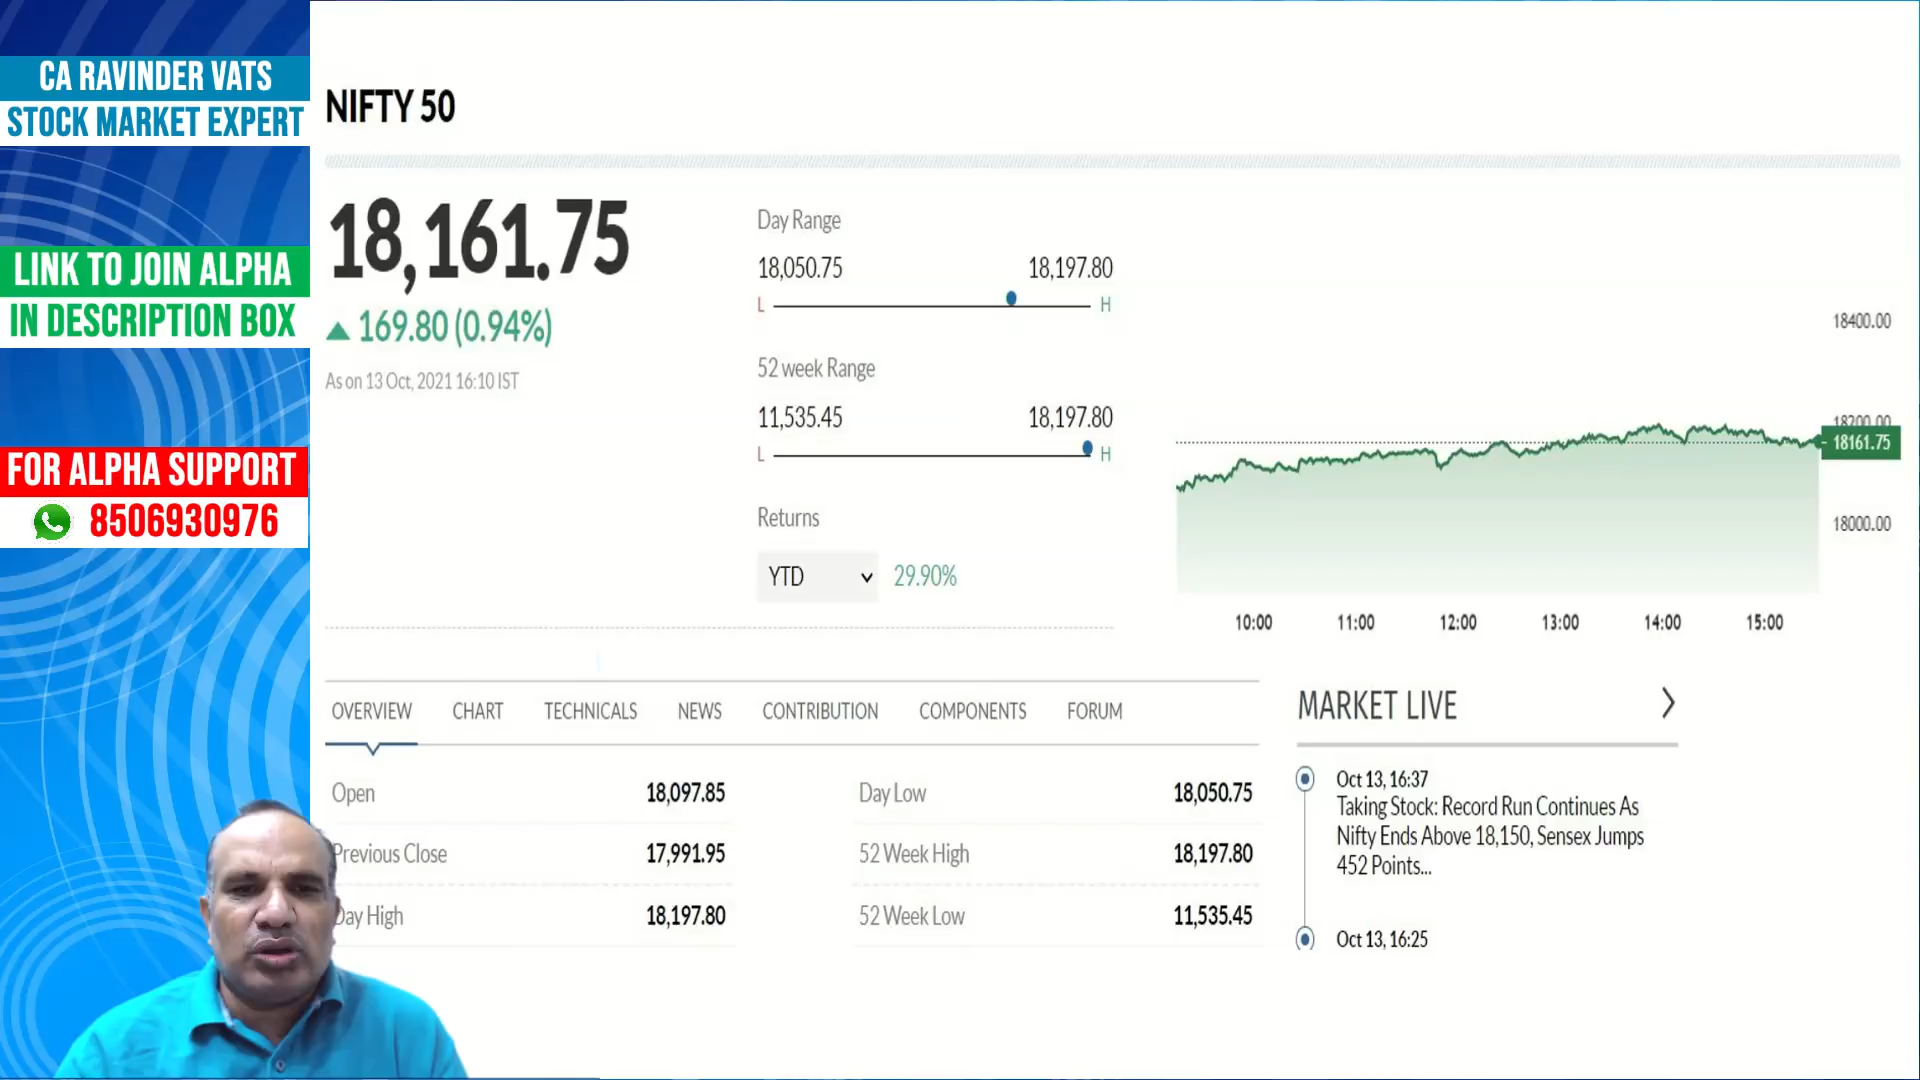 CA RAVINDER VATS
STOCK MARKET EXPERT
LINK TO JOIN ALPHA
IN DESCRIPTION BOX
FOR ALPHA SUPPORT
8506930976
NIFTY 50
18,161.75
169.80 (0.94%)
As on 13 Oct, 2021 16:10 IST
Day Range
18,050.75 18,197.80
L H
52 week Range
11,535.45 18,197.80
L H
Returns
YTD 29.90%
18400.00
18200.00
18161.75
18000.00
10:00 11:00 12:00 13:00 14:00 15:00
OVERVIEW CHART TECHNICALS NEWS CONTRIBUTION COMPONENTS FORUM
Open 18,097.85 Day Low 18,050.75
Previous Close 17,991.95 52 Week High 18,197.80
Day High 18,197.80 52 Week Low 11,535.45
MARKET LIVE
Oct 13, 16:37
Taking Stock: Record Run Continues As
Nifty Ends Above 18,150, Sensex Jumps
452 Points...
Oct 13, 16:25